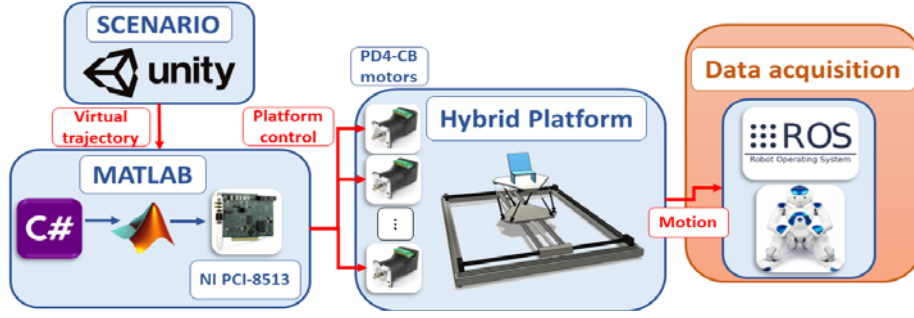 SCENARIO
unity
Virtual
trajectory
MATLAB
C#
NI PCI-8513
Platform
control
PD4-CB
motors
Hybrid Platform
Motion
Data acquisition
ROS
Robot Operating System